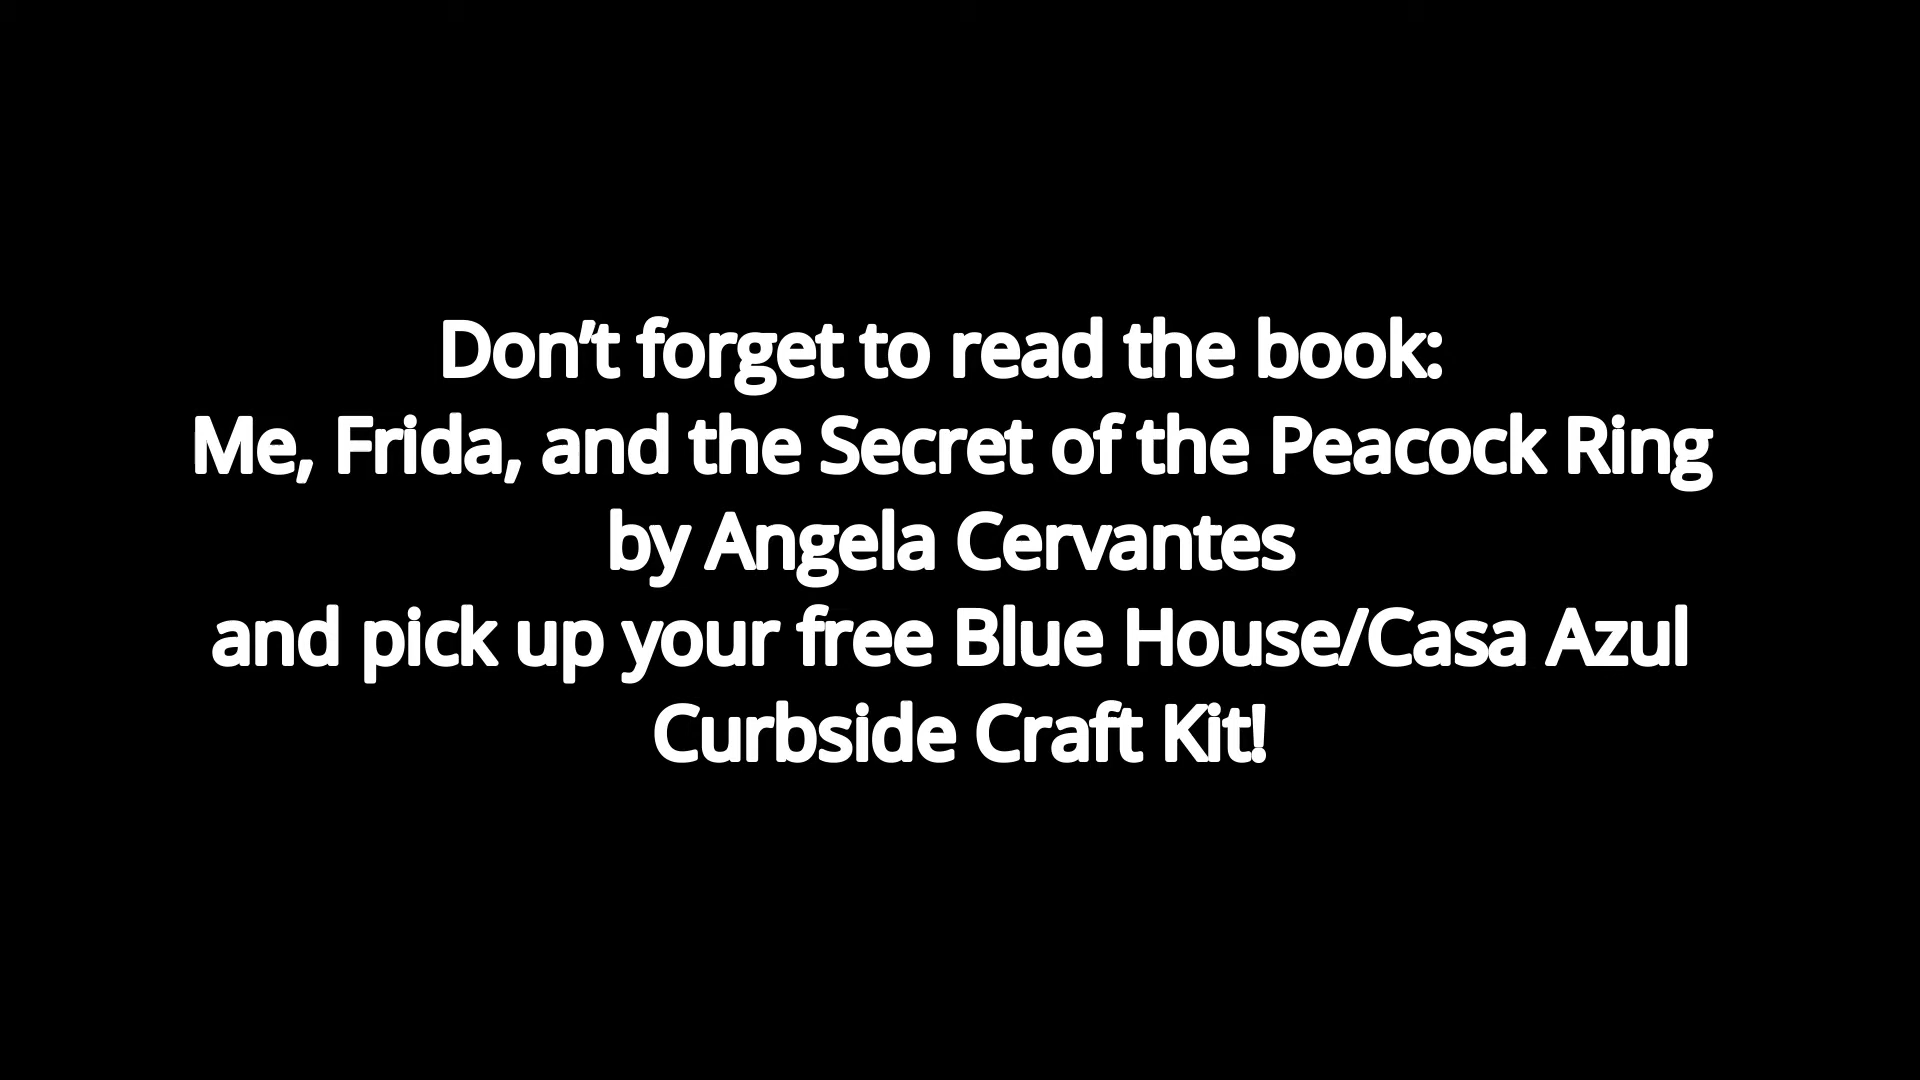 Don’t forget to read the book:
Me, Frida, and the Secret of the Peacock Ring
by Angela Cervantes
and pick up your free Blue House/Casa Azul
Curbside Craft Kit!